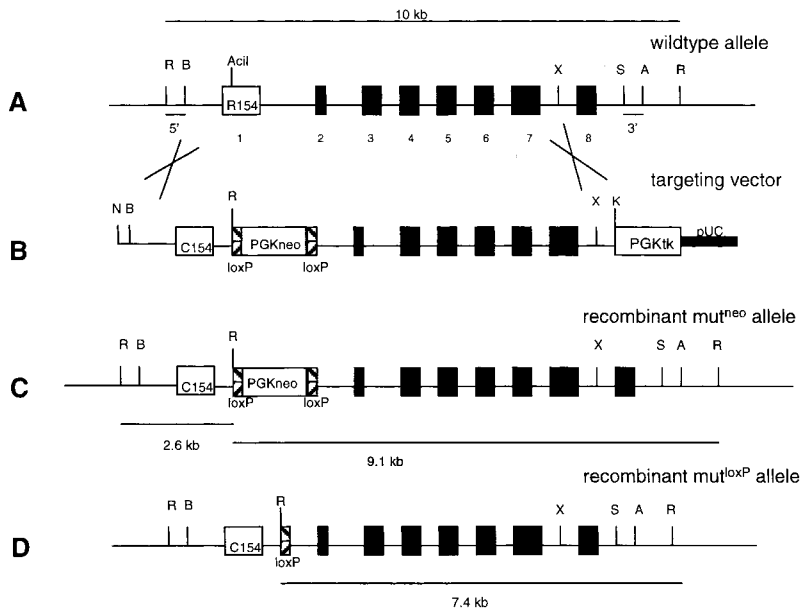 10 kb
wildtype allele
R B AciI X S A R
A R154
5' 1 2 3 4 5 6 7 8 3'
targeting vector
N B R X K
B C154 PGKneo PGKtk pUC
loxP loxP
recombinant mutneo allele
R B R X S A R
C C154 PGKneo
loxP loxP
2.6 kb
9.1 kb
recombinant mutloxP allele
R B R X S A R
D C154
loxP
7.4 kb